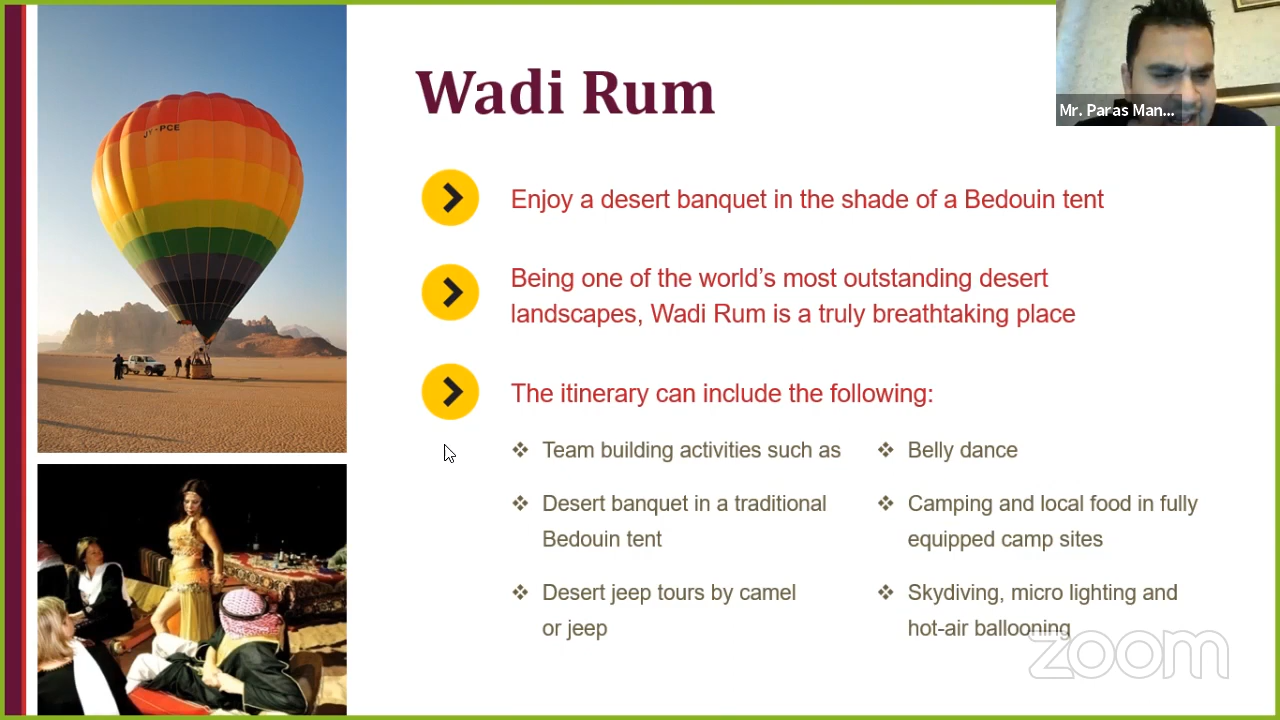 Wadi Rum
Mr. Paras Man...
JY-PCE
Enjoy a desert banquet in the shade of a Bedouin tent
Being one of the world's most outstanding desert
landscapes, Wadi Rum is a truly breathtaking place
The itinerary can include the following:
Team building activities such as
Desert banquet in a traditional
Bedouin tent
Desert jeep tours by camel
or jeep
Belly dance
Camping and local food in fully
equipped camp sites
Skydiving, micro lighting and
hot-air ballooning
zoom